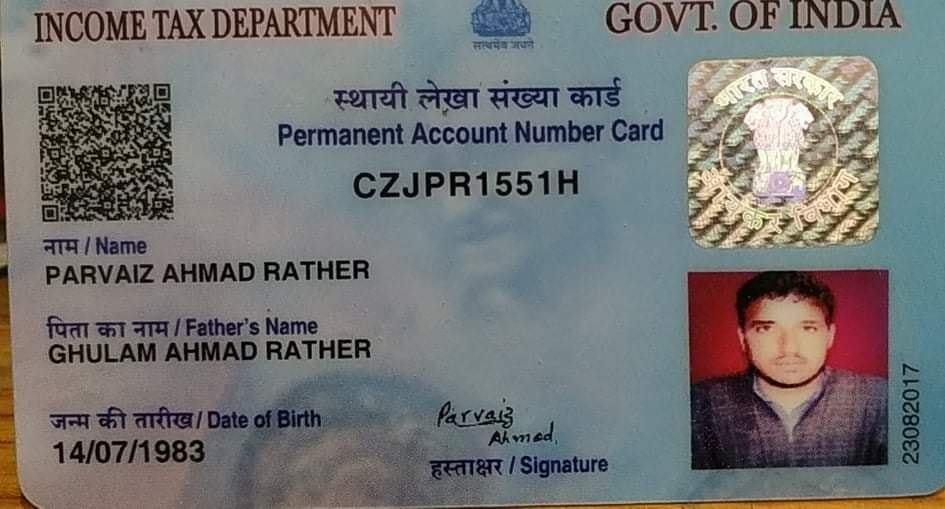 INCOME TAX DEPARTMENT
GOVT. OF INDIA
सत्यमेव जयते
स्थायी लेखा संख्या कार्ड
Permanent Account Number Card
CZJPR1551H
भारत सरकार
आयकर विभाग
नाम / Name
PARVAIZ AHMAD RATHER
पिता का नाम / Father's Name
GHULAM AHMAD RATHER
जन्म की तारीख / Date of Birth
14/07/1983
Parvaiz
Ahmad.
हस्ताक्षर / Signature
23082017